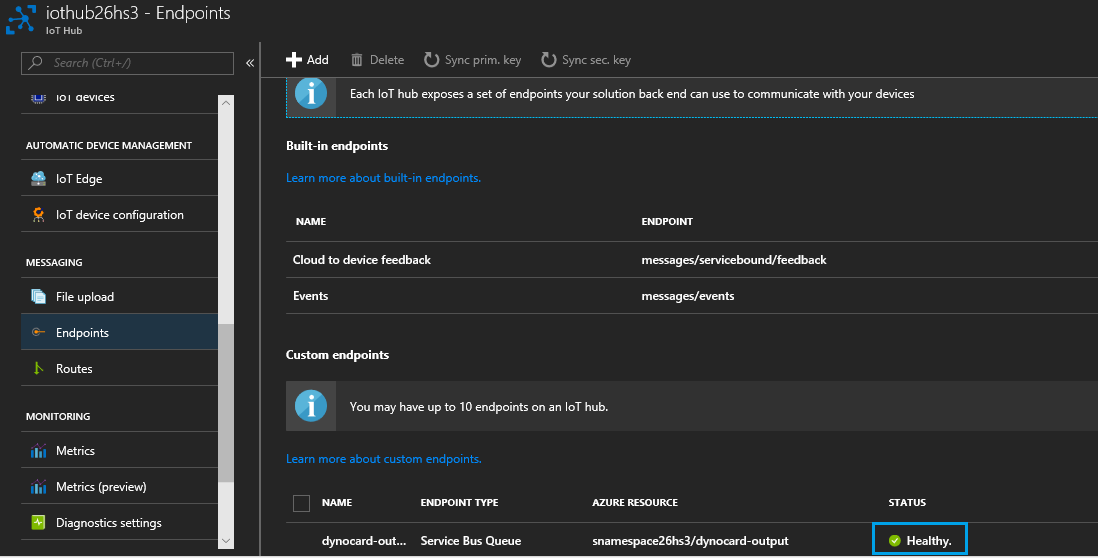 iothub26hs3 - Endpoints
IoT Hub
Search (Ctrl+/)
«
IoT devices
AUTOMATIC DEVICE MANAGEMENT
IoT Edge
IoT device configuration
MESSAGING
File upload
Endpoints
Routes
MONITORING
Metrics
Metrics (preview)
Diagnostics settings
Add Delete Sync prim. key Sync sec. key
Each IoT hub exposes a set of endpoints your solution back end can use to communicate with your devices
Built-in endpoints
Learn more about built-in endpoints.
NAME ENDPOINT
Cloud to device feedback messages/servicebound/feedback
Events messages/events
Custom endpoints
You may have up to 10 endpoints on an IoT hub.
Learn more about custom endpoints.
NAME ENDPOINT TYPE AZURE RESOURCE STATUS
dynocard-out... Service Bus Queue snamespace26hs3/dynocard-output Healthy.